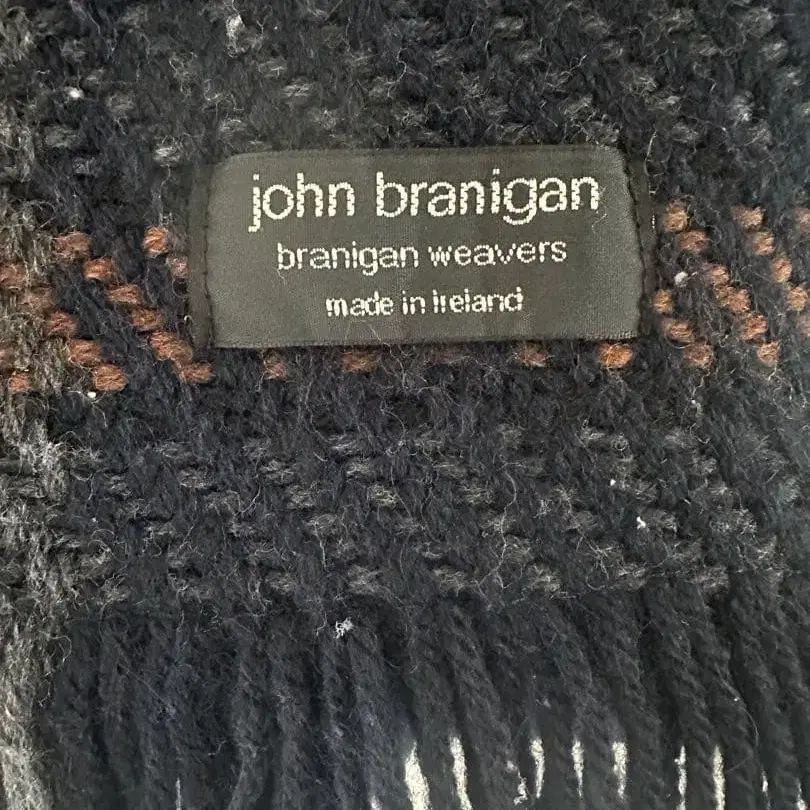 john branigan
branigan weavers
made in ireland